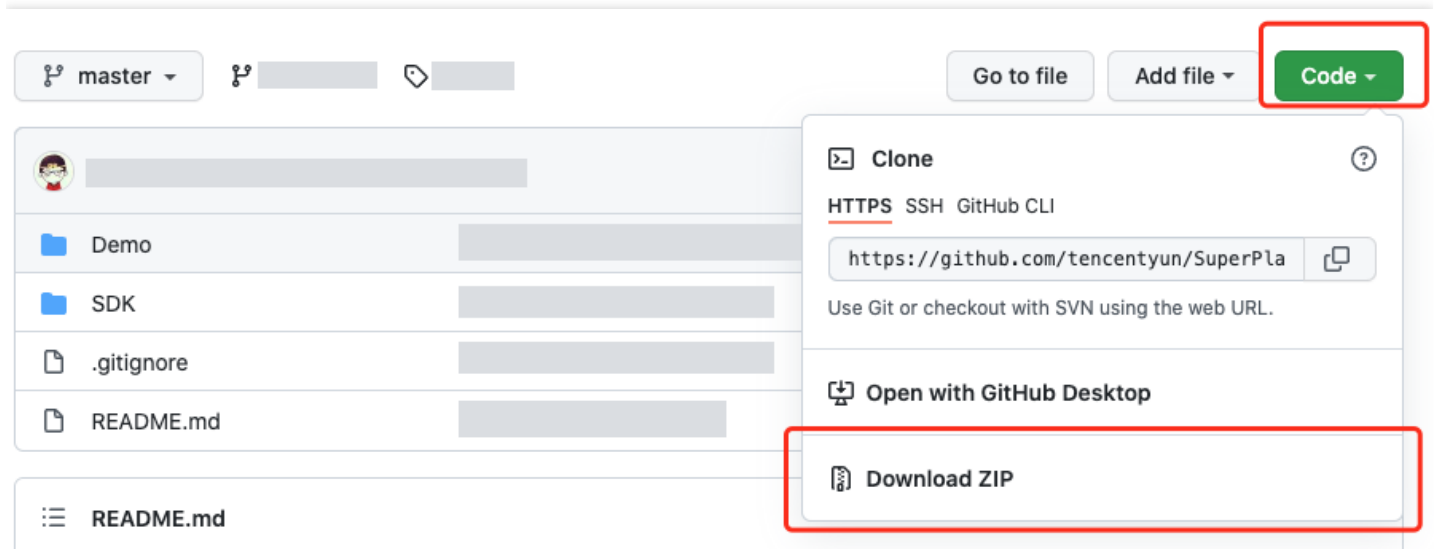 master
Go to file
Add file
Code
Clone
HTTPS SSH GitHub CLI
https://github.com/tencentyun/SuperPla
Use Git or checkout with SVN using the web URL.
Open with GitHub Desktop
Download ZIP
Demo
SDK
.gitignore
README.md
README.md